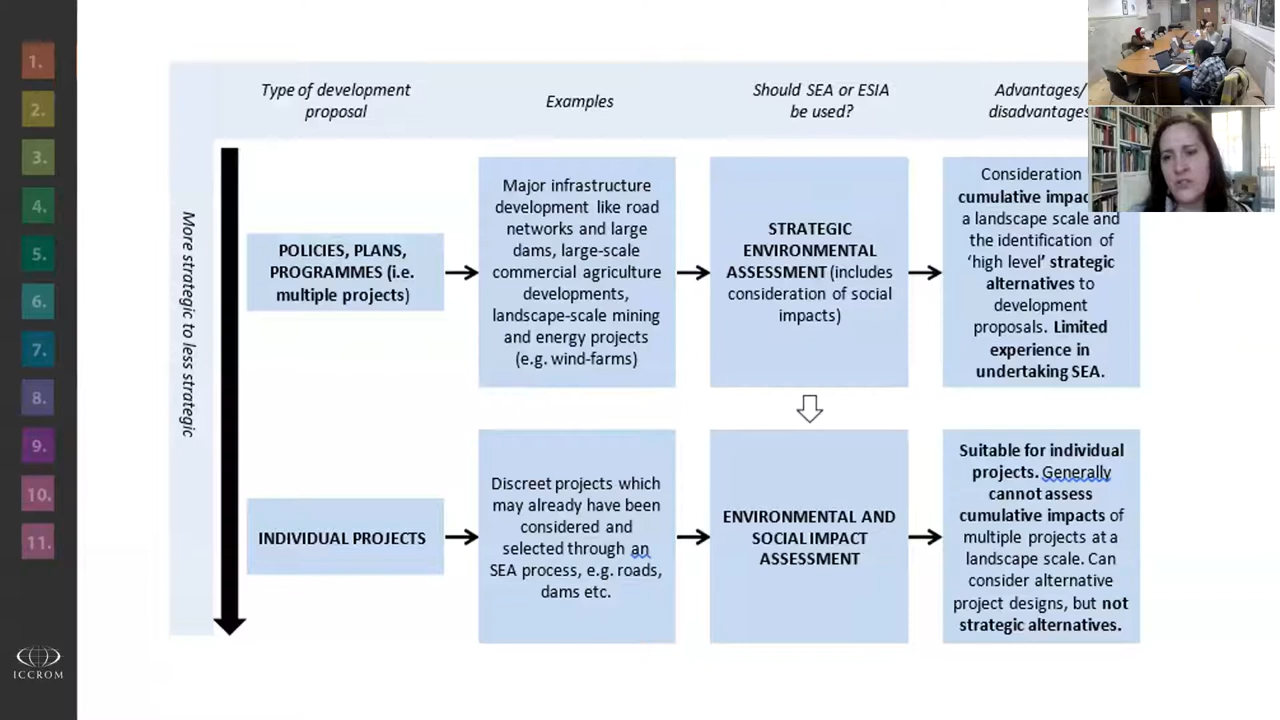 1.
2.
3.
4.
5.
6.
7.
8.
9.
10.
11.
ICCROM
More strategic to less strategic
Type of development
proposal
Examples
Should SEA or ESIA
be used?
Advantages/
disadvantages
POLICIES, PLANS,
PROGRAMMES (i.e.
multiple projects)
Major infrastructure
development like road
networks and large
dams, large-scale
commercial agriculture
developments,
landscape-scale mining
and energy projects
(e.g. wind-farms)
STRATEGIC
ENVIRONMENTAL
ASSESSMENT (includes
consideration of social
impacts)
Consideration
cumulative
a landscape scale and
the identification of
‘high level’ strategic
alternatives to
development
proposals. Limited
experience in
undertaking SEA.
INDIVIDUAL PROJECTS
Discreet projects which
may already have been
considered and
selected through an
SEA process, e.g. roads,
dams etc.
ENVIRONMENTAL AND
SOCIAL IMPACT
ASSESSMENT
Suitable for individual
projects. Generally
cannot assess
cumulative impacts of
multiple projects at a
landscape scale. Can
consider alternative
project designs, but not
strategic alternatives.